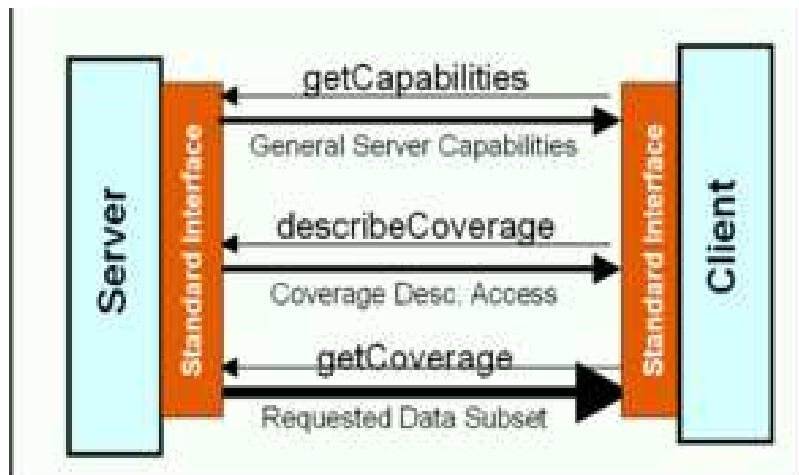 getCapabilities
General Server Capabilities
describeCoverage
Coverage Desc. Access
getCoverage
Requested Data Subset
Server
Standard Interface
Standard Interface
Client